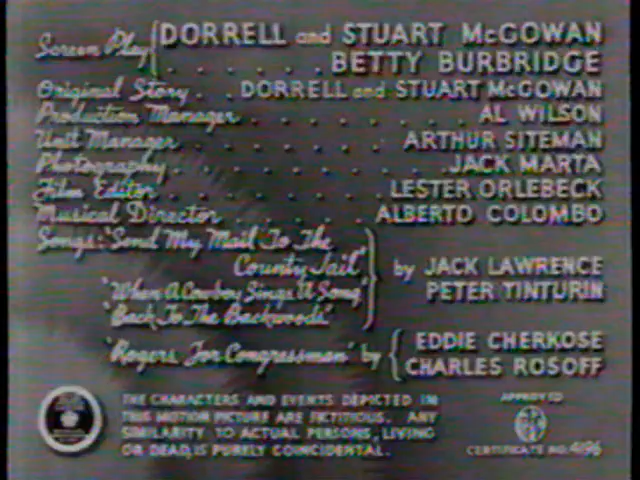 Screen Play { DORRELL and STUART McGOWAN
. . . . . . BETTY BURBRIDGE
Original Story . . DORRELL and STUART McGOWAN
Production Manager . . . . . . . AL WILSON
Unit Manager . . . . . . . ARTHUR SITEMAN
Photography . . . . . . . . JACK MARTA
Film Editor . . . . . . . LESTER ORLEBECK
Musical Director . . . . . ALBERTO COLOMBO
Songs: "Send My Mail To The
County Jail"
"When A Cowboy Sings A Song"
"Back To The Backwoods"
} by JACK LAWRENCE
PETER TINTURIN
"Rogers For Congressman" by { EDDIE CHERKOSE
CHARLES ROSOFF
THE CHARACTERS AND EVENTS DEPICTED IN
THIS MOTION PICTURE ARE FICTITIOUS. ANY
SIMILARITY TO ACTUAL PERSONS, LIVING
OR DEAD, IS PURELY COINCIDENTAL.
APPROVED
CERTIFICATE NO. 4196